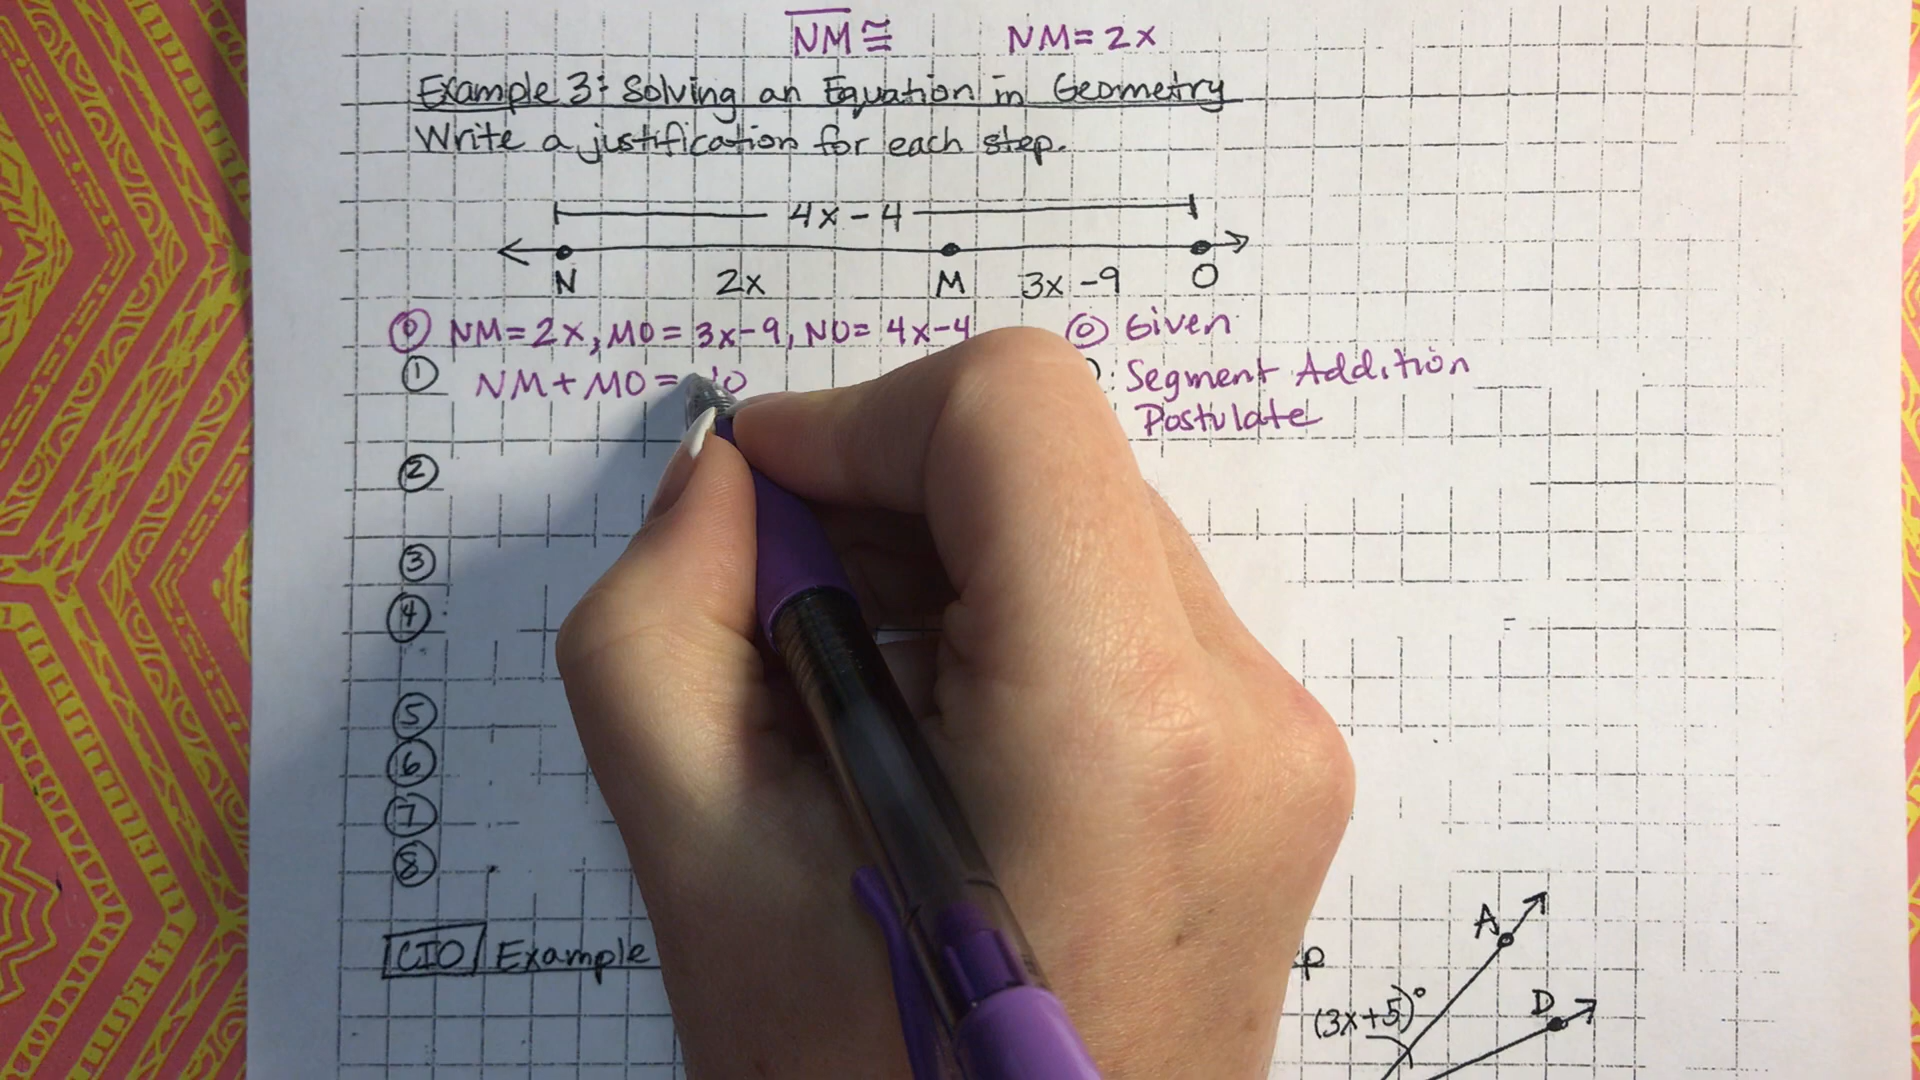 NM ≅ NM = 2x
Example 3: Solving an Equation in Geometry
Write a justification for each step.
4x - 4
N 2x M 3x - 9 O
⓪ NM = 2x, MO = 3x - 9, NO = 4x - 4 ⓪ Given
① NM + MO = Segment Addition
Postulate
②
③
④
⑤
⑥
⑦
⑧
CIO Example
A
D
(3x+5)°